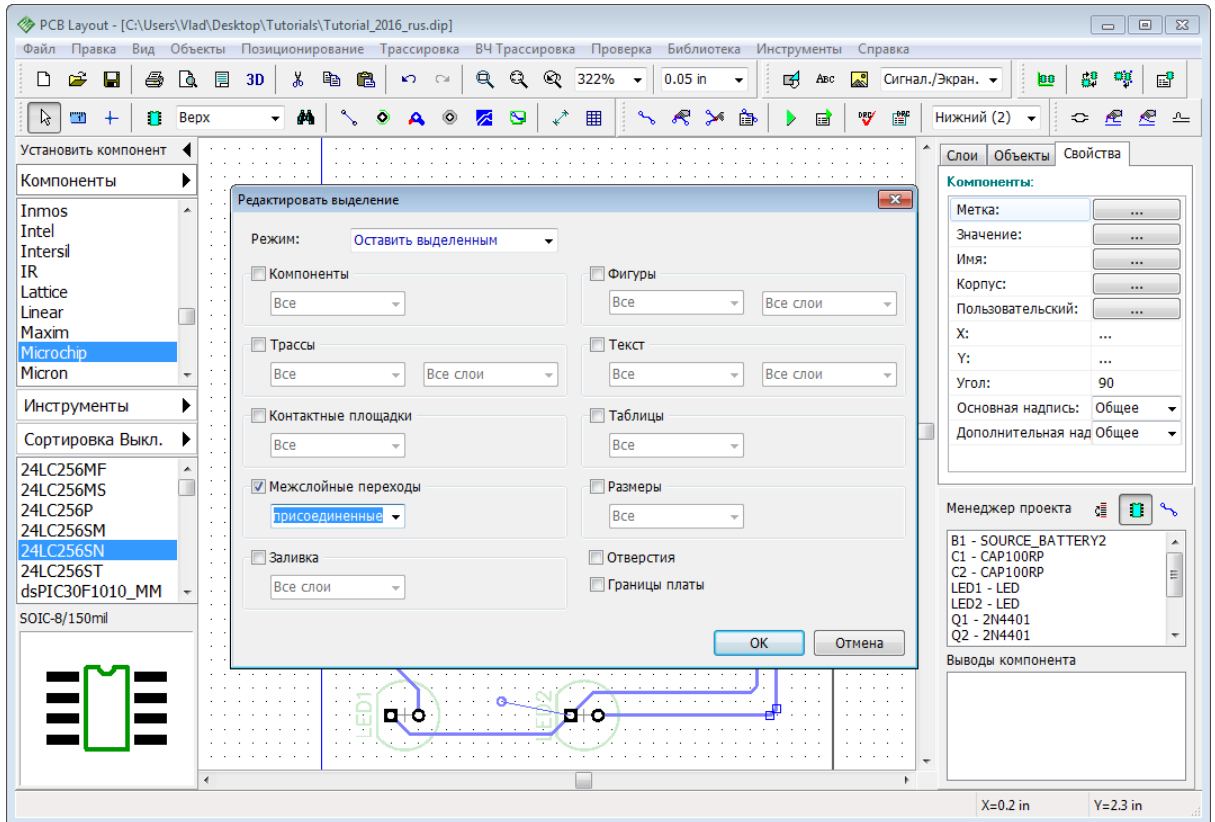 PCB Layout - [C:\Users\Vlad\Desktop\Tutorials\Tutorial_2016_rus.dip]
Файл Правка Вид Объекты Позиционирование Трассировка ВЧ Трассировка Проверка Библиотека Инструменты Справка
3D 322% 0.05 in ABC Сигнал./Экран.
Верх DRC DRC Нижний (2)
Установить компонент
Компоненты
Inmos
Intel
Intersil
IR
Lattice
Linear
Maxim
Microchip
Micron
Инструменты
Сортировка Выкл.
24LC256MF
24LC256MS
24LC256P
24LC256SM
24LC256SN
24LC256ST
dsPIC30F1010_MM
SOIC-8/150mil
Редактировать выделение
Режим: Оставить выделенным
Компоненты
Все
Фигуры
Все Все слои
Трассы
Все Все слои
Текст
Все Все слои
Контактные площадки
Все
Таблицы
Все
Межслойные переходы
присоединенные
Размеры
Все
Заливка
Все слои
Отверстия
Границы платы
OK Отмена
LED1
LED2
Слои Объекты Свойства
Компоненты:
Метка: ...
Значение: ...
Имя: ...
Корпус: ...
Пользовательский: ...
X: ...
Y: ...
Угол: 90
Основная надпись: Общее
Дополнительная над Общее
Менеджер проекта
B1 - SOURCE_BATTERY2
C1 - CAP100RP
C2 - CAP100RP
LED1 - LED
LED2 - LED
Q1 - 2N4401
Q2 - 2N4401
Выводы компонента
X=0.2 in Y=2.3 in